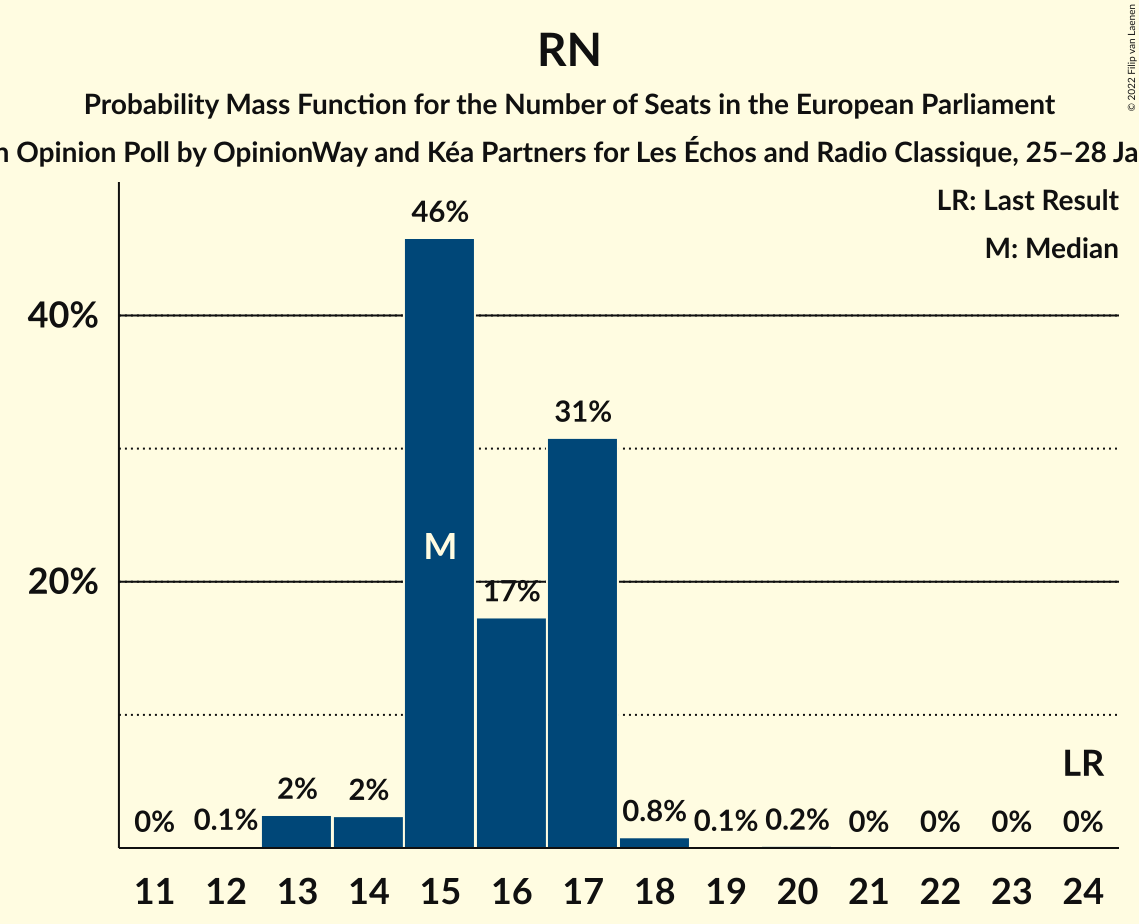 RN
Probability Mass Function for the Number of Seats in the European Parliament
Opinion Poll by OpinionWay and Kéa Partners for Les Échos and Radio Classique, 25–28 Ja
© 2022 Filip van Laenen
LR: Last Result
M: Median
46%
40%
31%
M
20%
17%
LR
2% 2%
0% 0.1% 0.8% 0.1% 0.2% 0% 0% 0% 0%
11 12 13 14 15 16 17 18 19 20 21 22 23 24